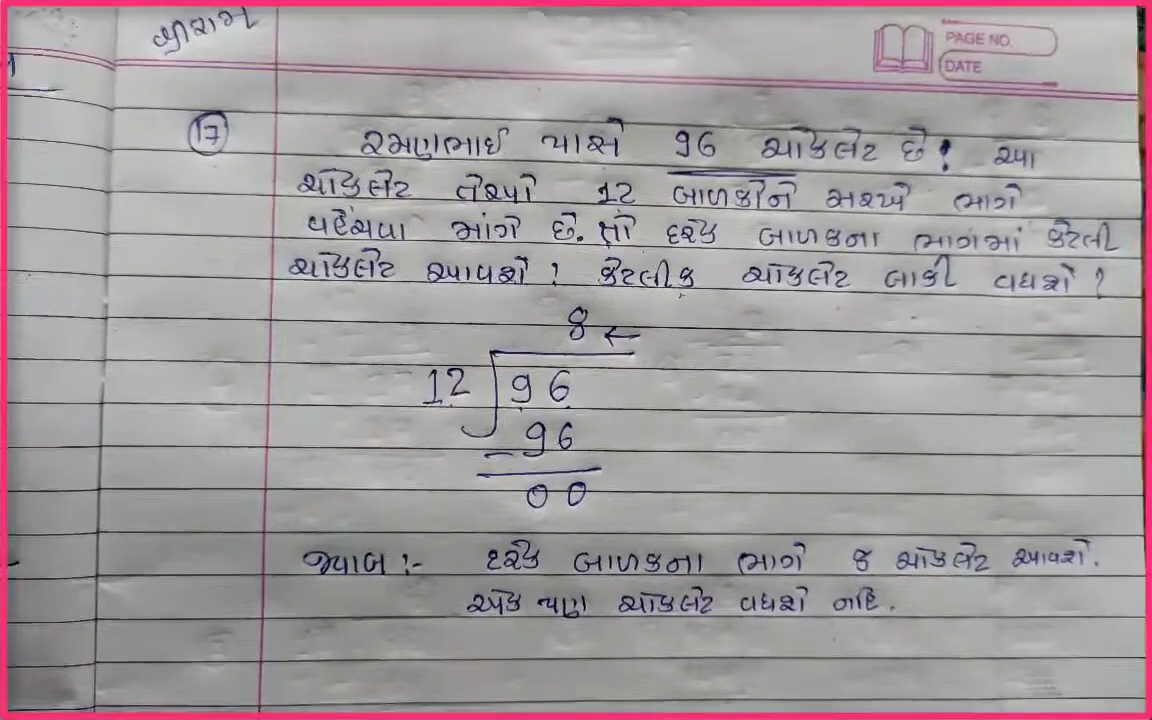 શ્રીરામ
PAGE NO.
DATE
17 રમણભાઈ પાસે 96 ચોકલેટ છે. આ
ચોકલેટ તેઓ 12 બાળકોને સરખે ભાગે
વહેંચવા માંગે છે. તો દરેક બાળકના ભાગમાં કેટલી
ચોકલેટ આવશે? કેટલીક ચોકલેટ બાકી વધશે?
8 ←
12 96
- 96
00
જવાબ :- દરેક બાળકના ભાગે 8 ચોકલેટ આવશે.
એક પણ ચોકલેટ વધશે નહિ.